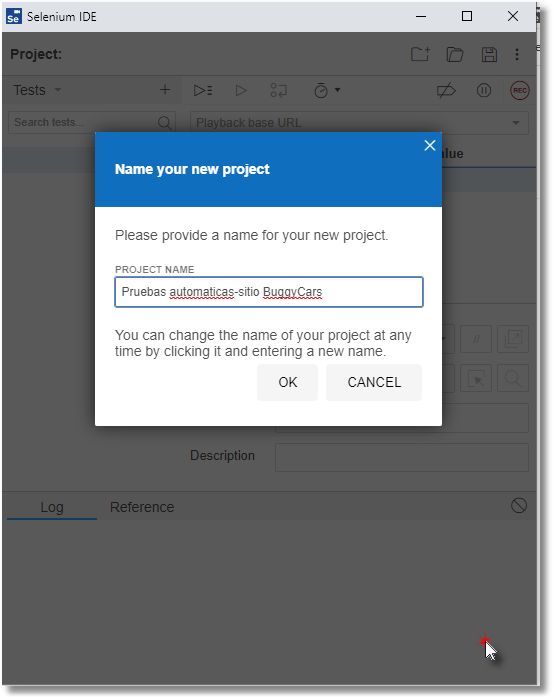 Se Selenium IDE
Project:
Tests
REC
Search tests...
Playback base URL
alue
Name your new project
Please provide a name for your new project.
PROJECT NAME
Pruebas automaticas-sitio BuggyCars
You can change the name of your project at any
time by clicking it and entering a new name.
OK CANCEL
//
Description
Log Reference